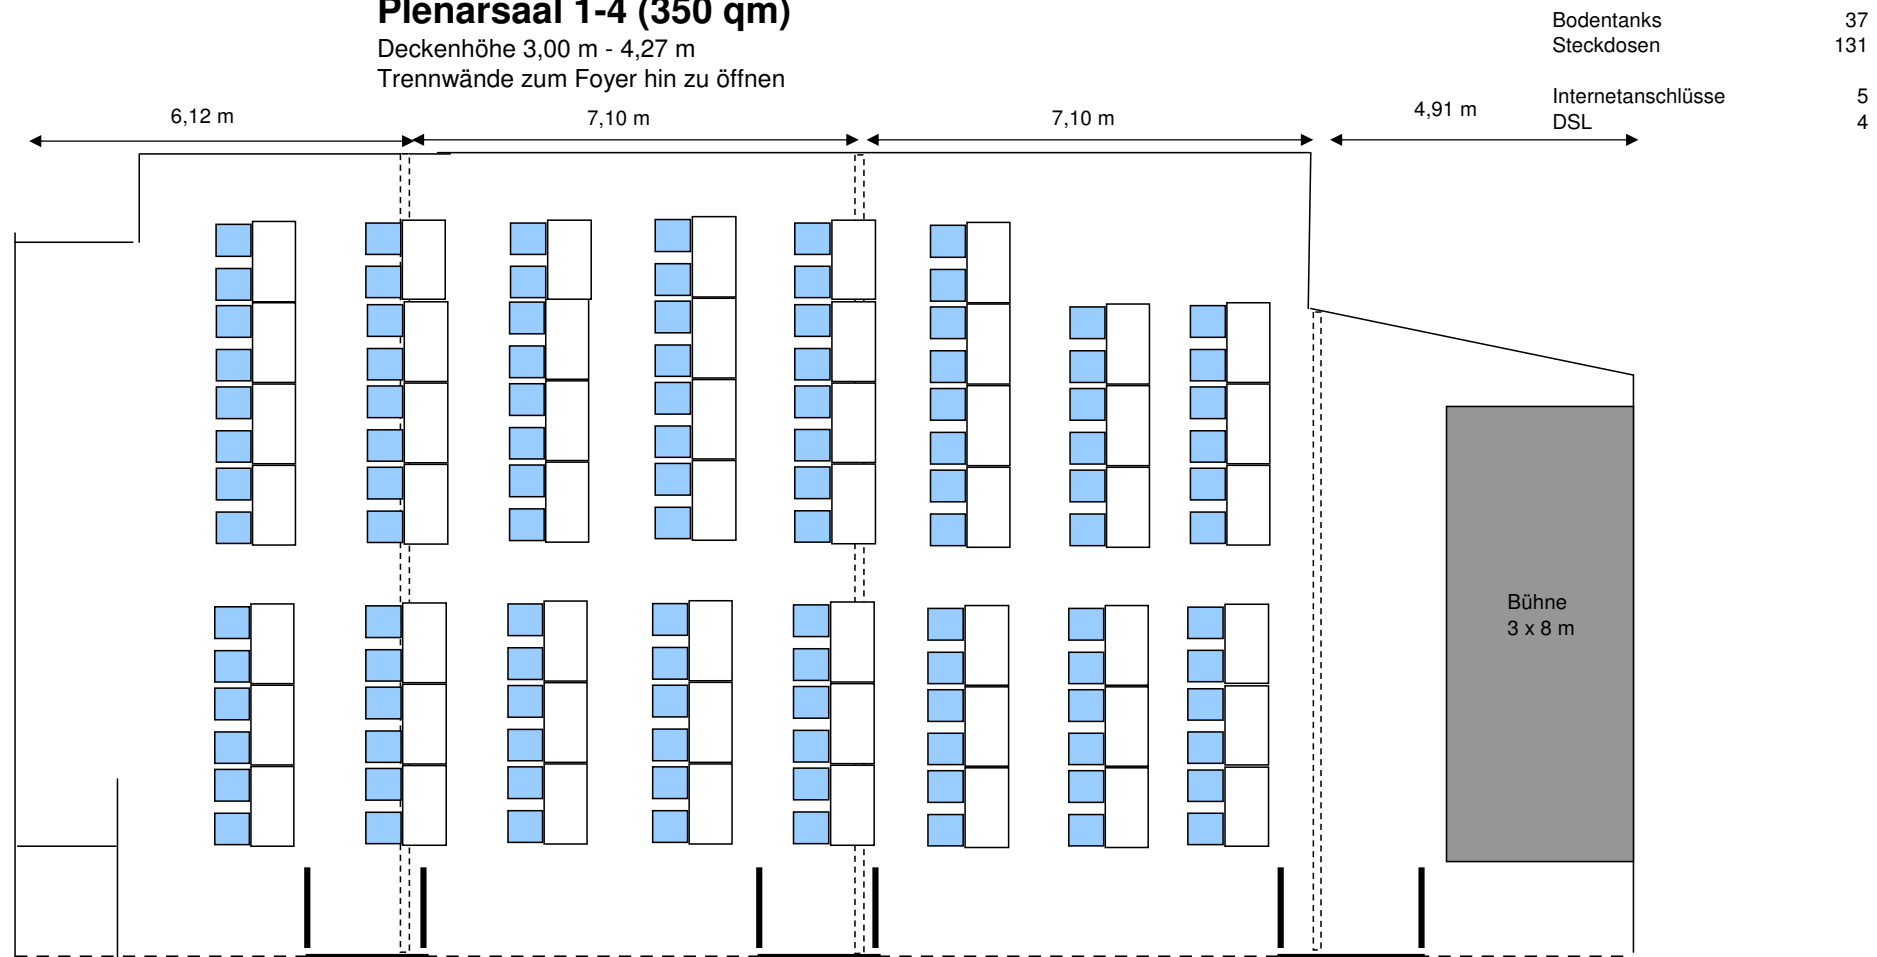 Plenarsaal 1-4 (350 qm)
Deckenhöhe 3,00 m - 4,27 m
Trennwände zum Foyer hin zu öffnen
Bodentanks 37
Steckdosen 131
Internetanschlüsse 5
DSL 4
6,12 m
7,10 m
7,10 m
4,91 m
Bühne
3 x 8 m